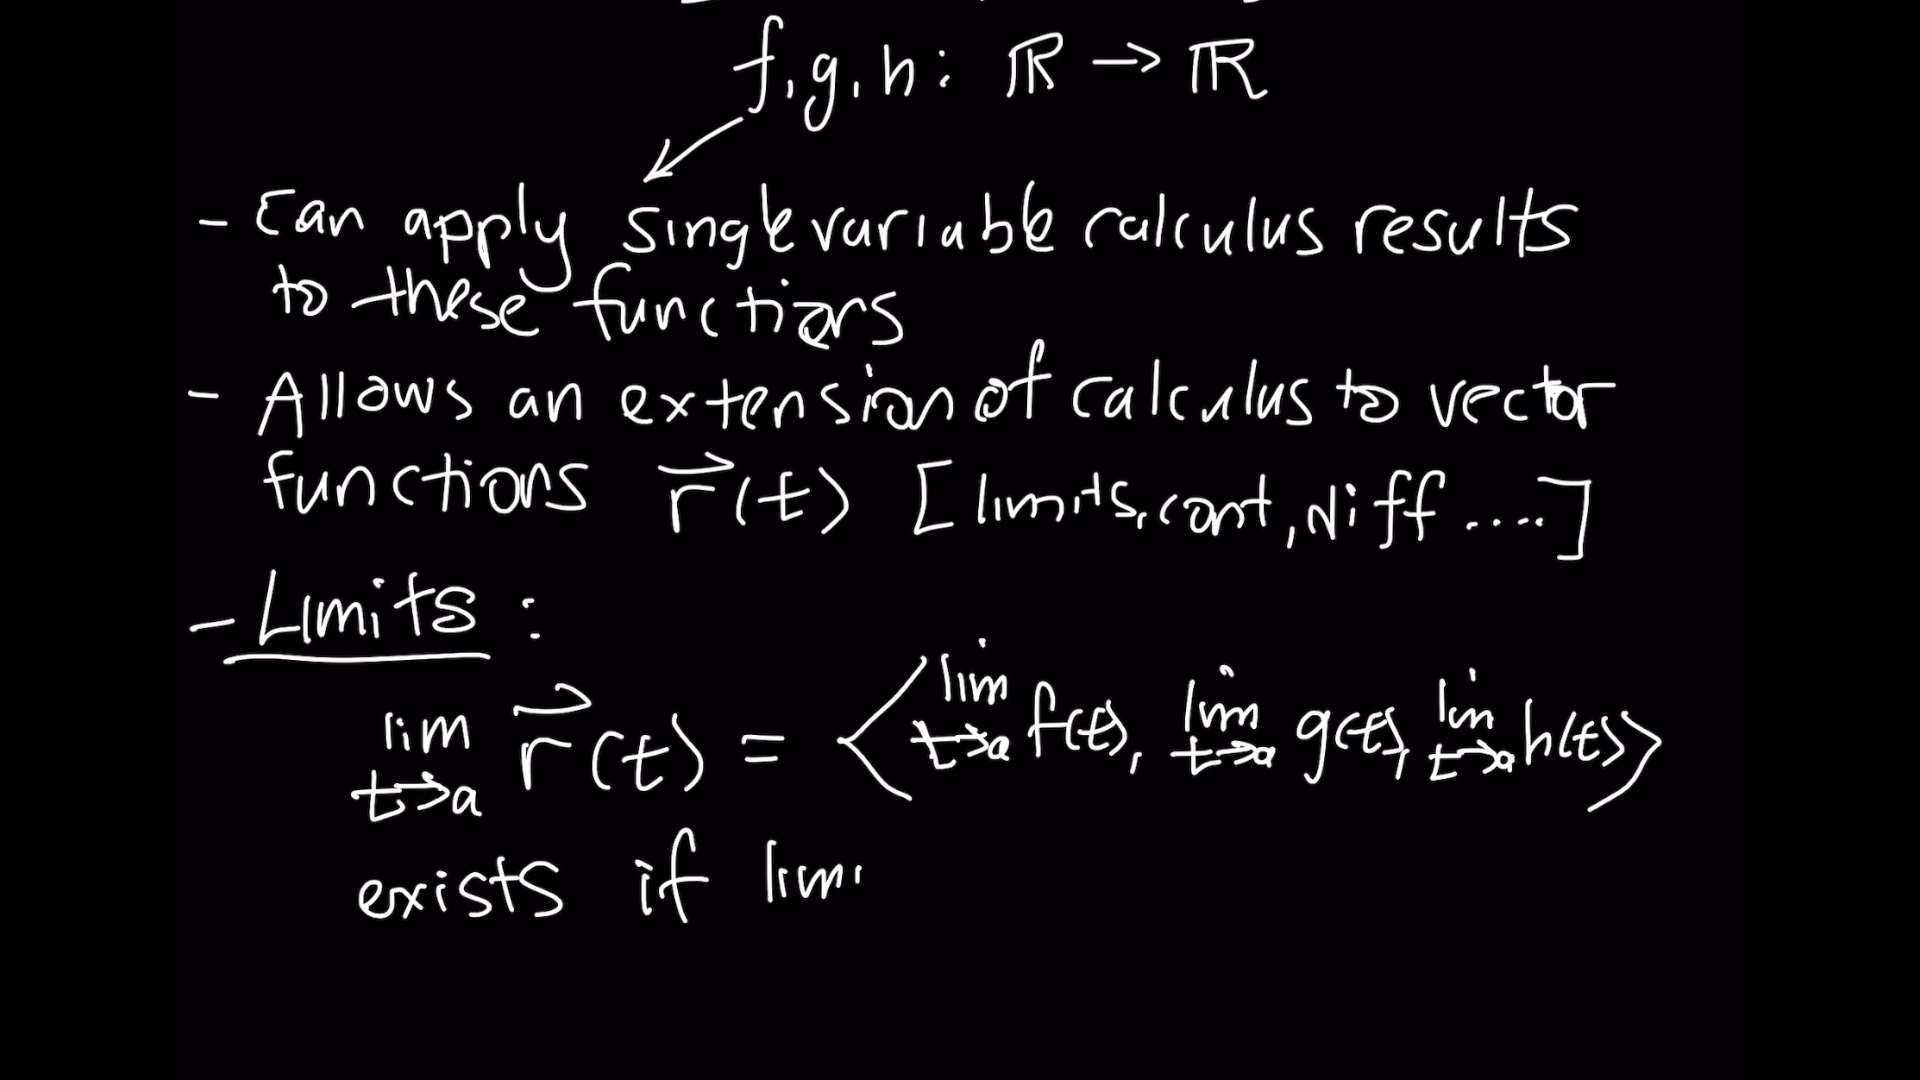 f, g, h: ℝ → ℝ
- Can apply single variable calculus results
to these functions
- Allows an extension of calculus to vector
functions r⃗(t) [limits, cont, diff ....]
- Limits:
lim t→a r⃗(t) = ⟨lim t→a f(t), lim t→a g(t), lim t→a h(t)⟩
exists if limi